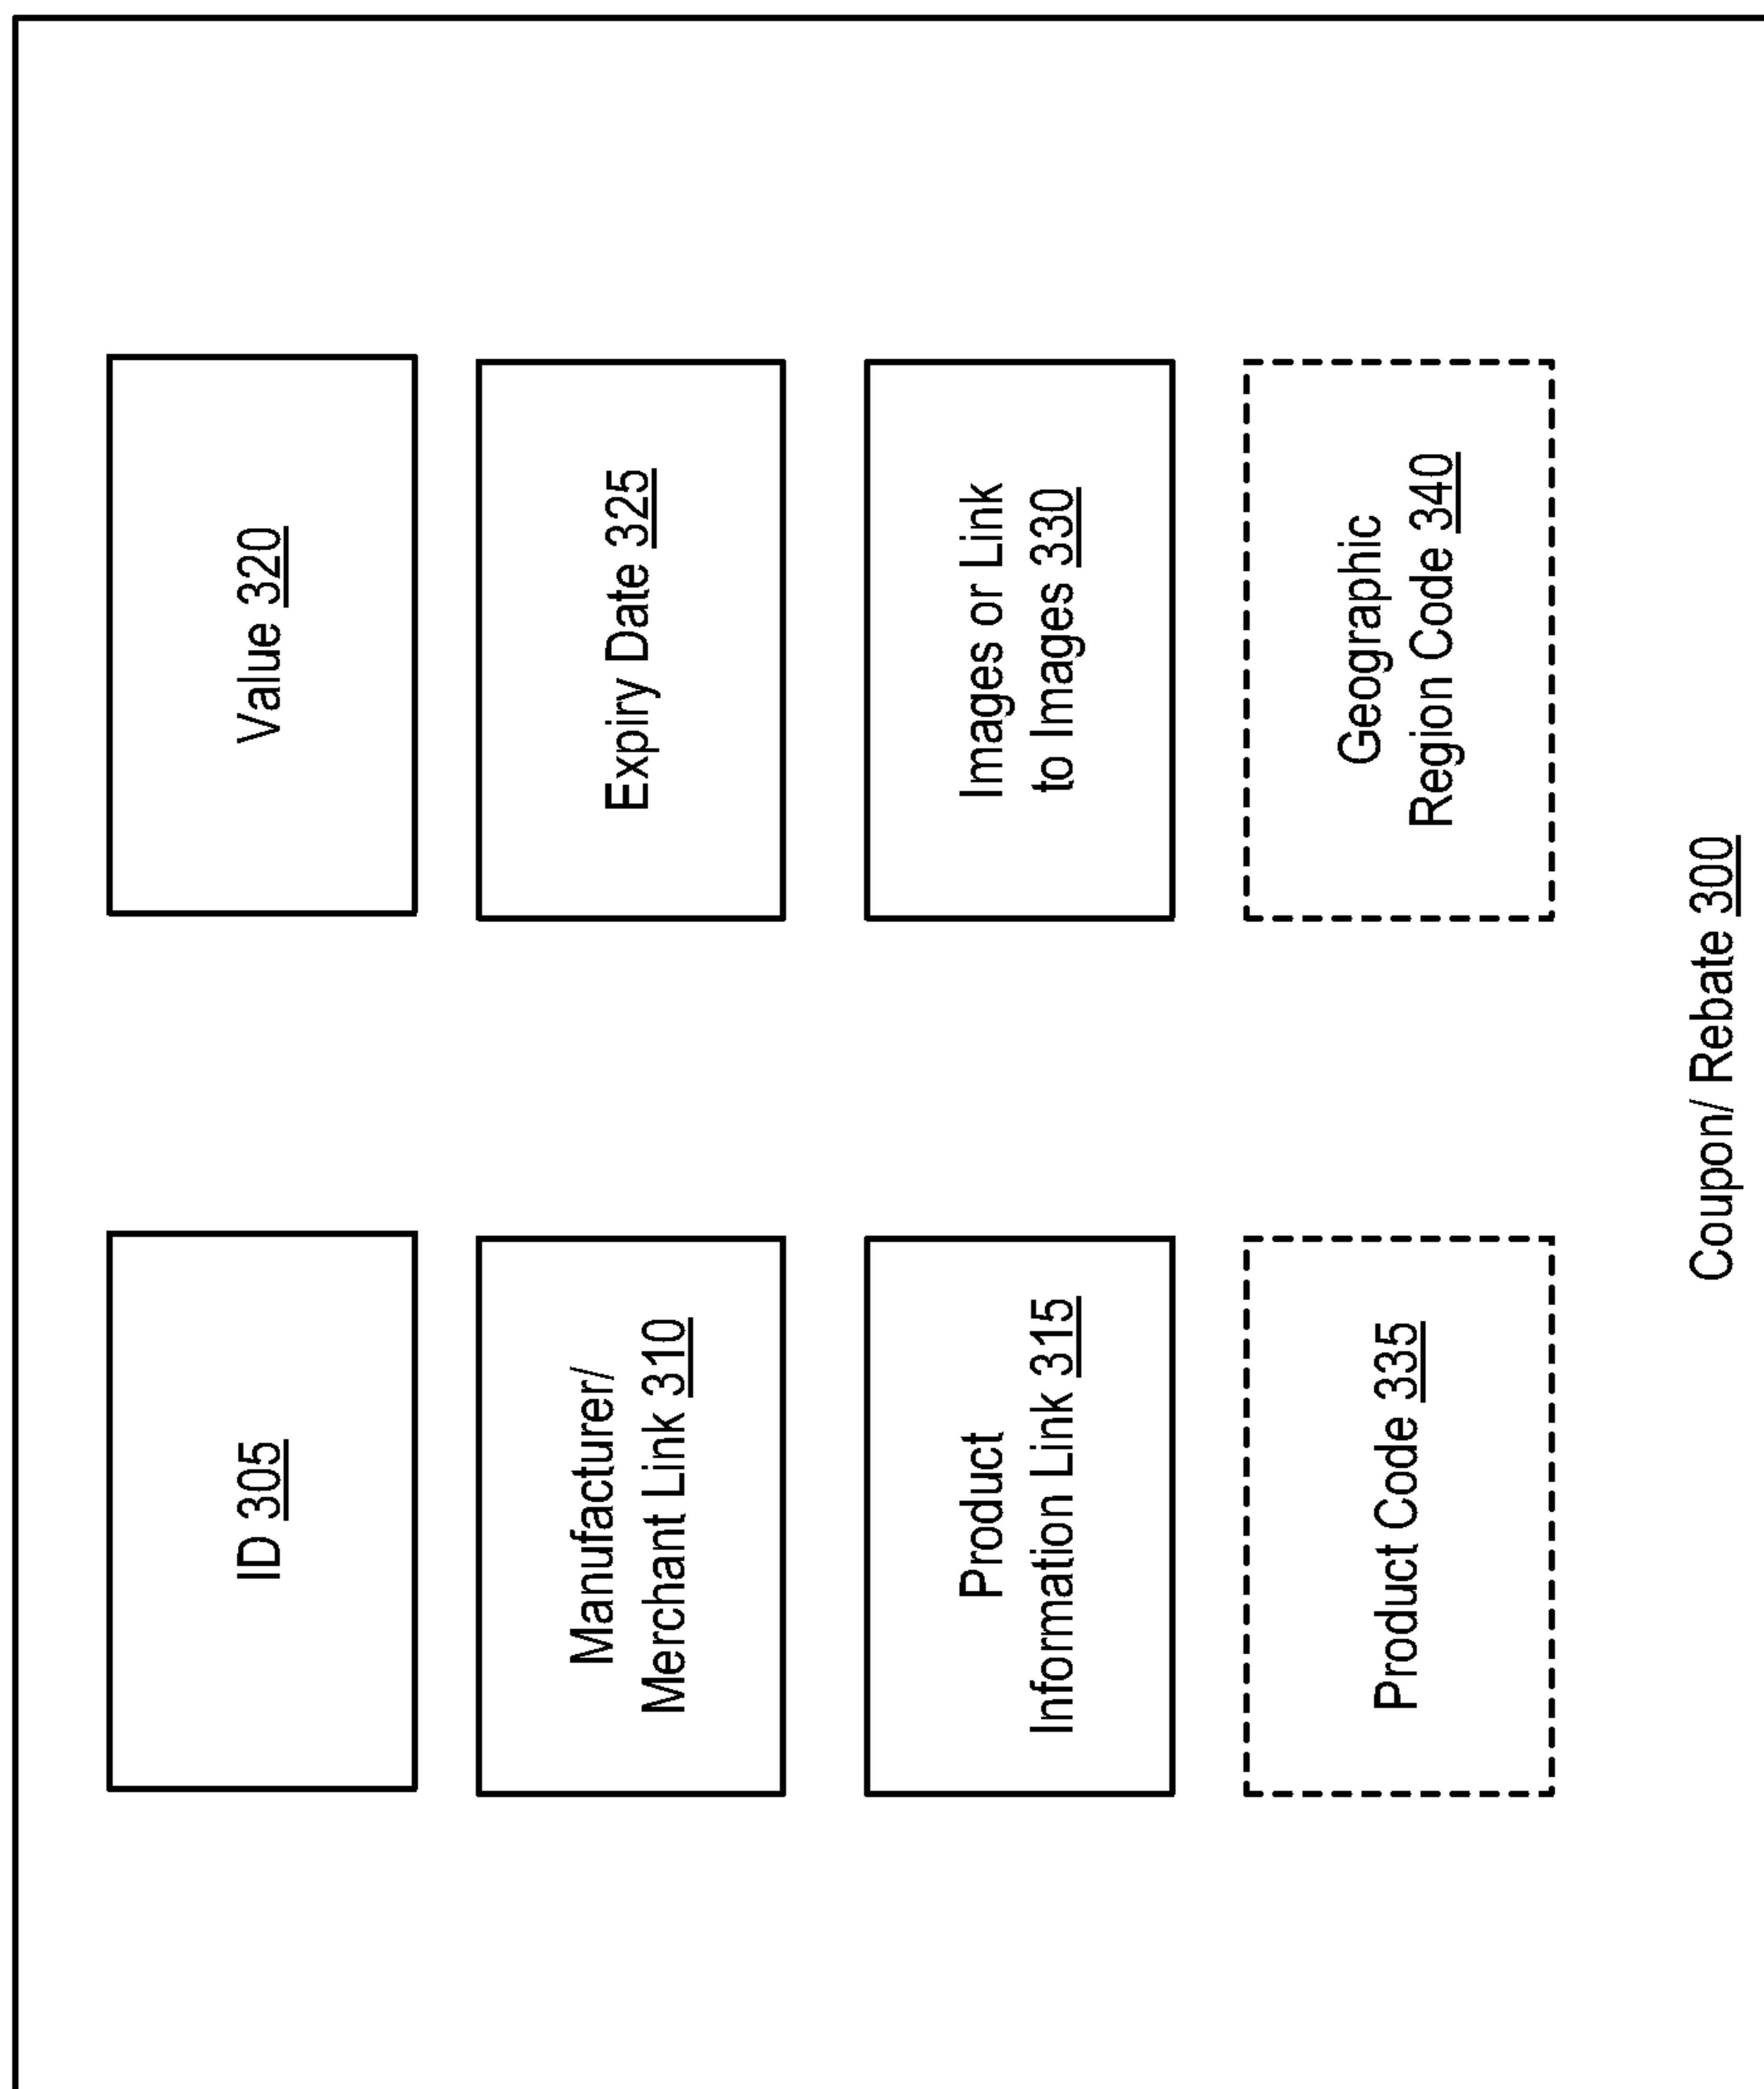 ID 305
Manufacturer/
Merchant Link 310
Product
Information Link 315
Product Code 335
Value 320
Expiry Date 325
Images or Link
to Images 330
Geographic
Region Code 340
Coupon/ Rebate 300